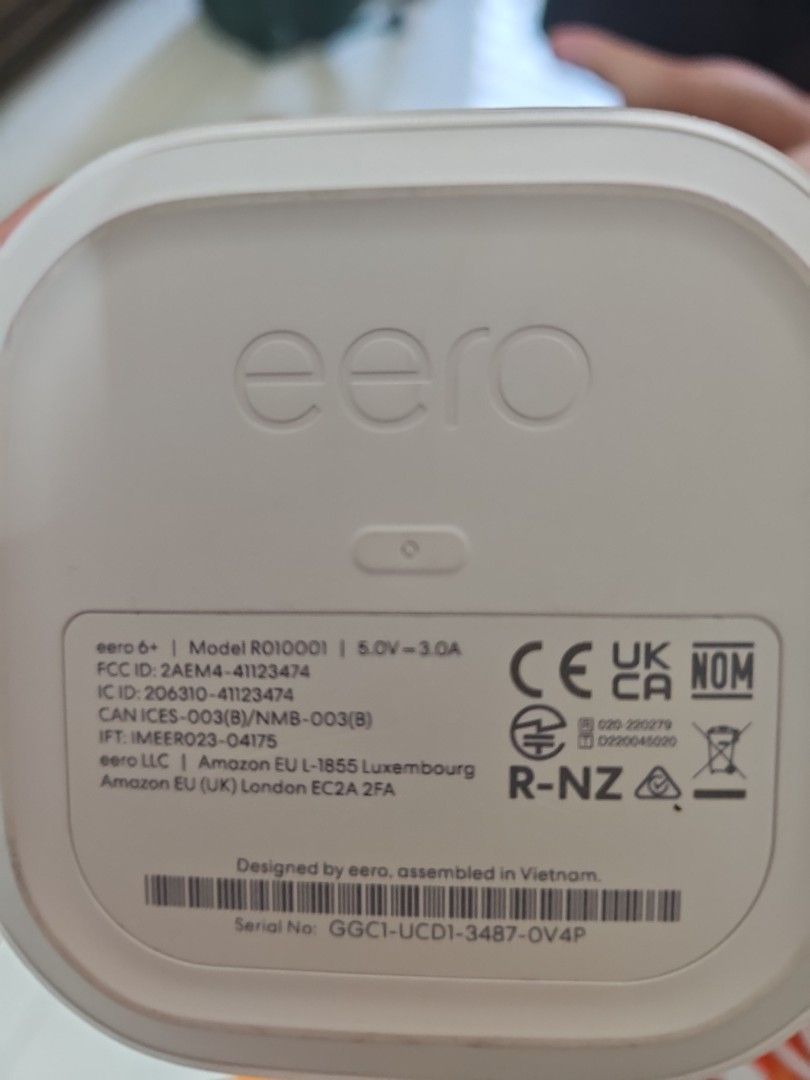 eero
eero 6+ | Model R010001 | 5.0V⎓3.0A
FCC ID: 2AEM4-41123474
IC ID: 206310-41123474
CAN ICES-003(B)/NMB-003(B)
IFT: IMEER023-04175
eero LLC | Amazon EU L-1855 Luxembourg
Amazon EU (UK) London EC2A 2FA
CE UK CA NOM
R 020-220279
T D220045020
R-NZ
Designed by eero, assembled in Vietnam.
Serial No: GGC1-UCD1-3487-0V4P